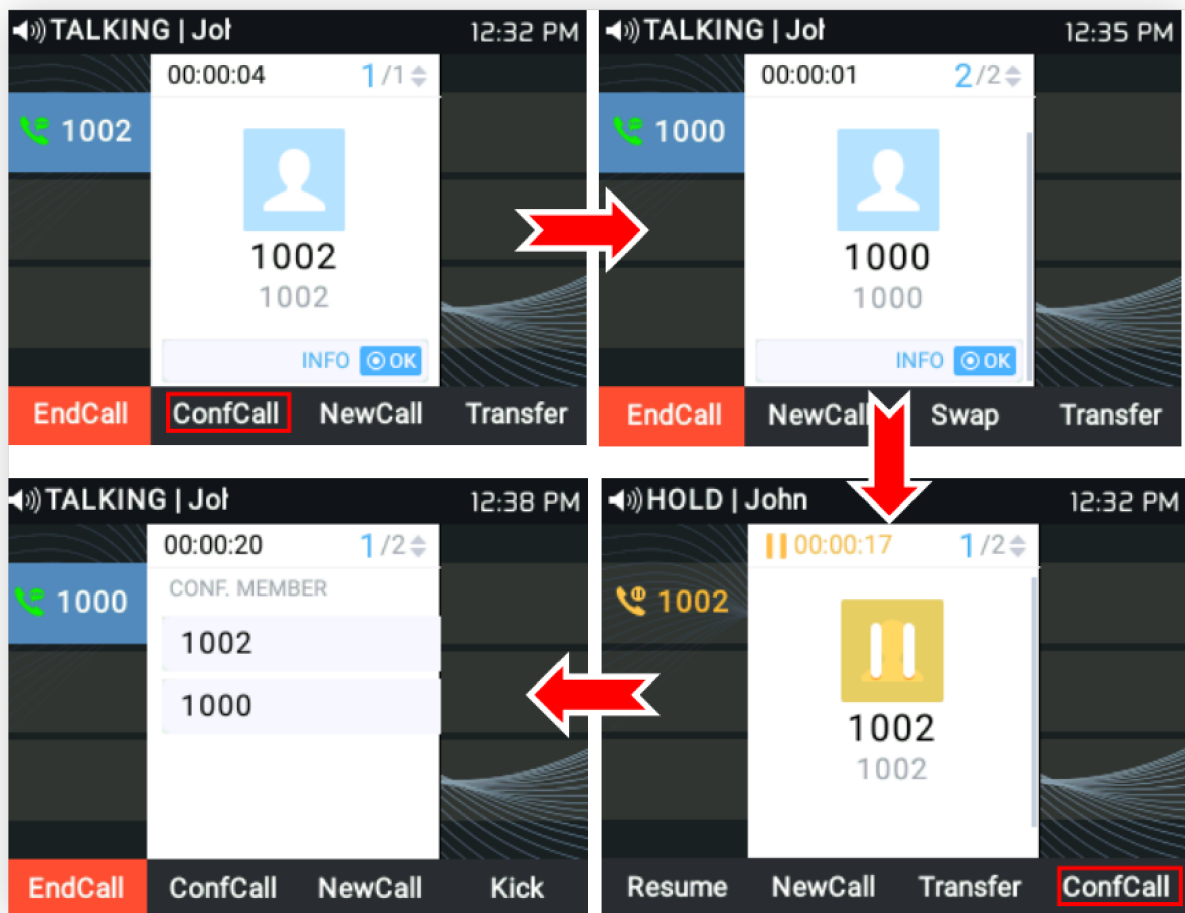 TALKING | Joh
12:32 PM
00:00:04
1/1
1002
1002
1002
INFO OK
EndCall ConfCall NewCall Transfer
TALKING | Joh
12:35 PM
00:00:01
2/2
1000
1000
1000
INFO OK
EndCall NewCall Swap Transfer
TALKING | Joh
12:38 PM
00:00:20
1/2
1000
CONF. MEMBER
1002
1000
EndCall ConfCall NewCall Kick
HOLD | John
12:32 PM
00:00:17
1/2
1002
1002
1002
Resume NewCall Transfer ConfCall